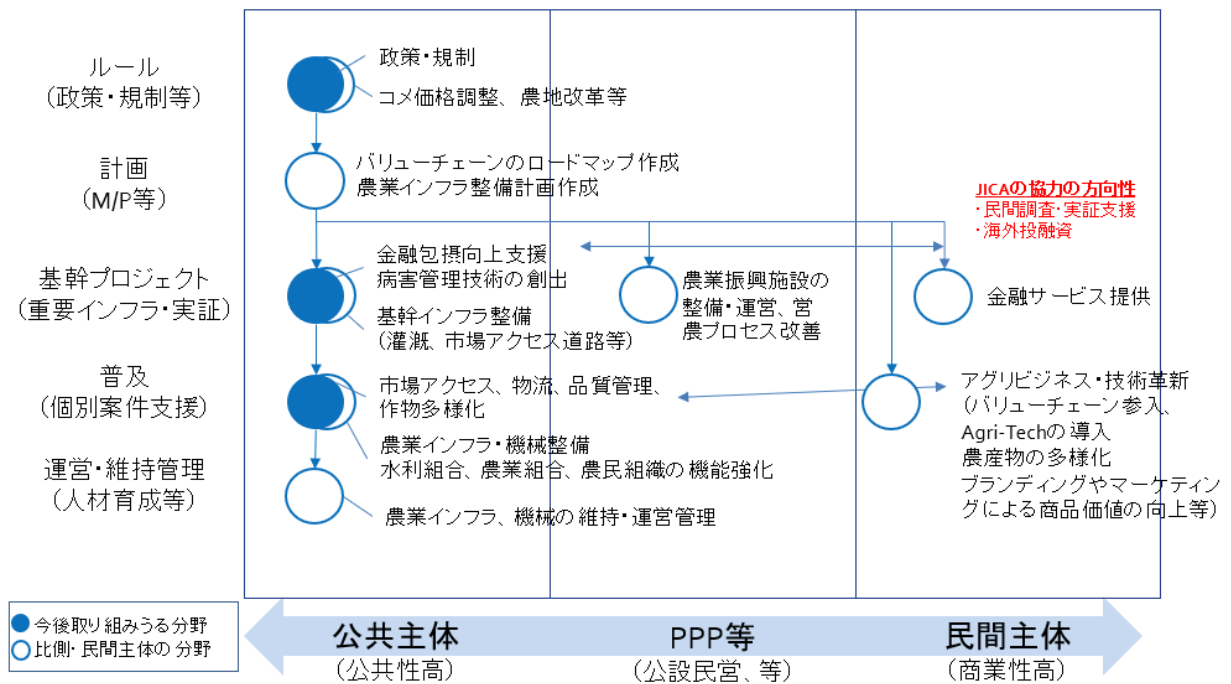 ルール
(政策・規制等)
政策・規制
コメ価格調整、農地改革等
計画
(M/P等)
バリューチェーンのロードマップ作成
農業インフラ整備計画作成
JICAの協力の方向性
・民間調査・実証支援
・海外投融資
基幹プロジェクト
(重要インフラ・実証)
金融包摂向上支援
病害管理技術の創出
基幹インフラ整備
(灌漑、市場アクセス道路等)
農業振興施設の
整備・運営、営
農プロセス改善
金融サービス提供
普及
(個別案件支援)
市場アクセス、物流、品質管理、
作物多様化
農業インフラ・機械整備
水利組合、農業組合、農民組織の機能強化
アグリビジネス・技術革新
(バリューチェーン参入、
Agri-Techの導入
農産物の多様化
ブランディングやマーケティン
グによる商品価値の向上等)
運営・維持管理
(人材育成等)
農業インフラ、機械の維持・運営管理
今後取り組みうる分野
比側・民間主体の分野
公共主体
(公共性高)
PPP等
(公設民営、等)
民間主体
(商業性高)